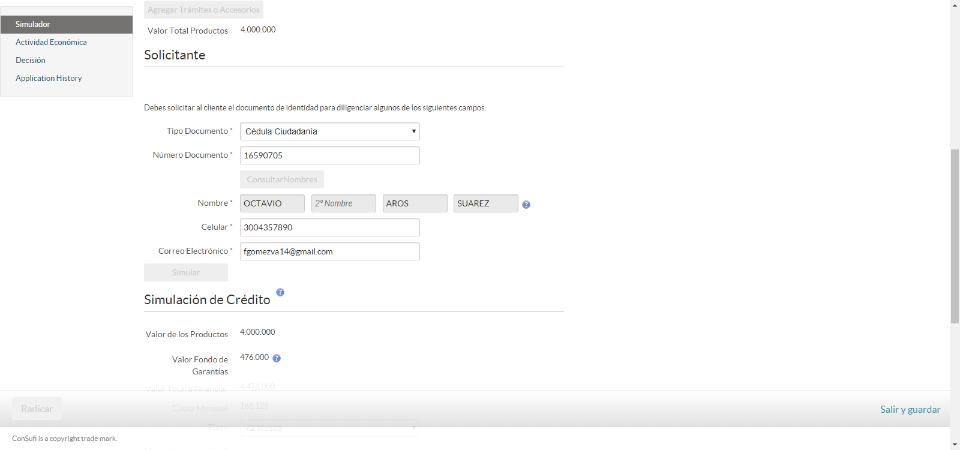 Agregar Trámites o Accesorios
Simulador
Actividad Económica
Decisión
Application History
Valor Total Productos 4.000.000
Solicitante
Debes solicitar al cliente el documento de identidad para diligenciar algunos de los siguientes campos.
Tipo Documento * Cédula Ciudadanía
Número Documento * 16590705
ConsultarNombres
Nombre * OCTAVIO 2° Nombre AROS SUAREZ ?
Celular * 3004357890
Correo Electrónico * fgomezva14@gmail.com
Simular
Simulación de Crédito ?
Valor de los Productos 4.000.000
Valor Fondo de 476.000 ?
Garantías
Valor Total a Financiar 4.476.000
Cuota Mensual
Plazo 72 Meses
Radicar
Salir y guardar
ConSufi is a copyright trade mark.